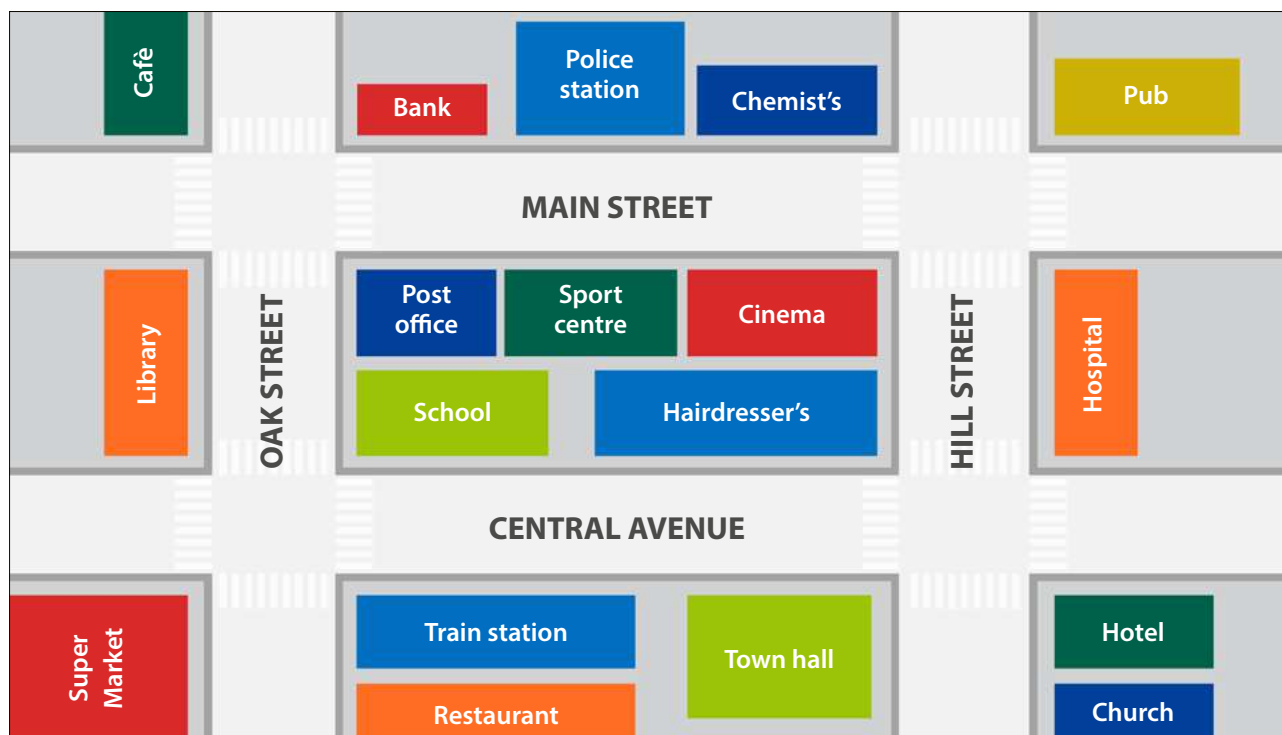 Cafè
Bank
Police
station
Chemist's
Pub
MAIN STREET
Library
OAK STREET
Post
office
Sport
centre
Cinema
School
Hairdresser's
HILL STREET
Hospital
CENTRAL AVENUE
Super
Market
Train station
Restaurant
Town hall
Hotel
Church